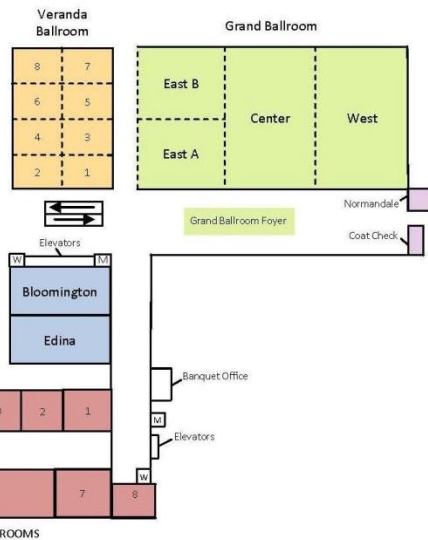 Veranda
Ballroom
Grand Ballroom
8 7
6 5
4 3
2 1
East B
East A
Center
West
Normandale
Grand Ballroom Foyer
Coat Check
Elevators
W M
Bloomington
Edina
Banquet Office
2 1
M
Elevators
W
7 8
ROOMS